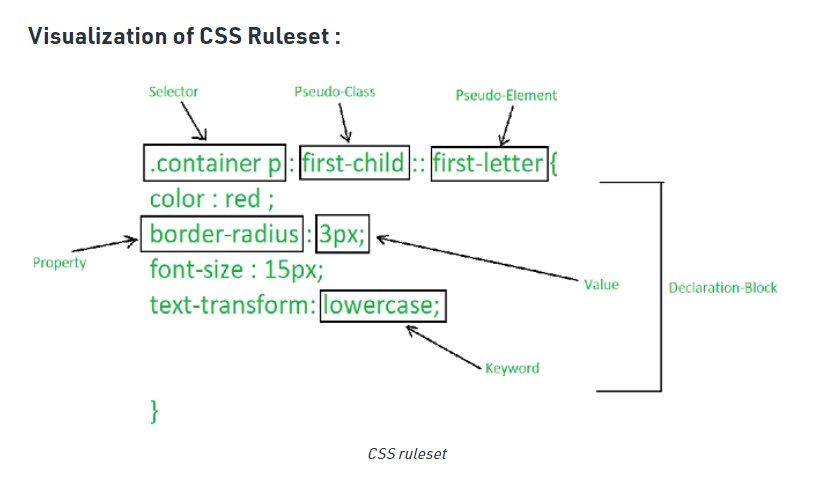 Visualization of CSS Ruleset :
Selector
Pseudo-Class
Pseudo-Element
.container p : first-child :: first-letter {
color : red ;
border-radius : 3px;
Property
font-size : 15px;
Value
Declaration-Block
text-transform: lowercase;
Keyword
}
CSS ruleset